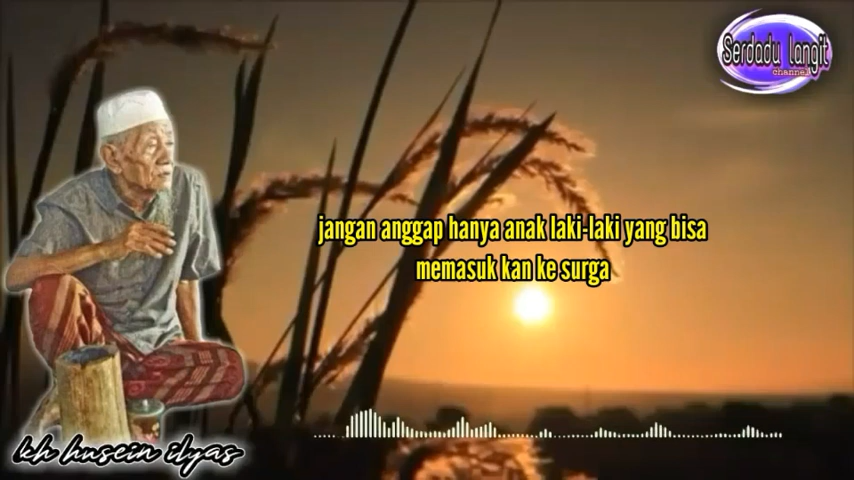 Serdadu langit
channel
jangan anggap hanya anak laki-laki yang bisa
memasuk kan ke surga
kh husein ilyas